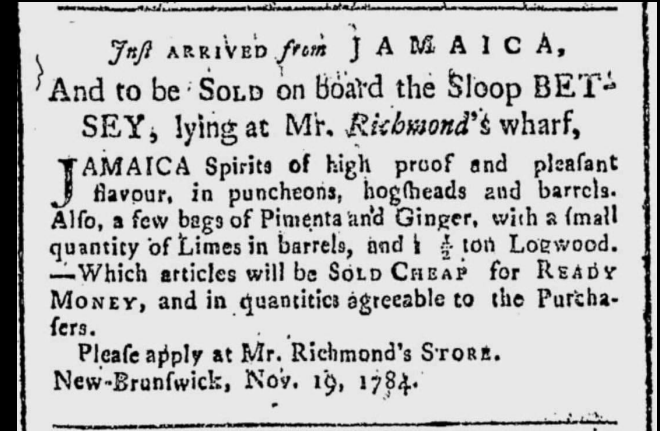 Juſt ARRIVED from JAMAICA,
And to be SOLD on board the Sloop BET-
SEY, lying at Mr. Richmond's wharf,
JAMAICA Spirits of high proof and pleaſant
flavour, in puncheons, hogſheads and barrels.
Alſo, a few bags of Pimenta and Ginger, with a ſmall
quantity of Limes in barrels, and 1 ½ ton Logwood.
—Which articles will be SOLD CHEAP for READY
MONEY, and in quantities agreeable to the Purcha-
ſers.
Pleaſe apply at Mr. Richmond's STORE.
New-Brunſwick, Nov. 19, 1784.